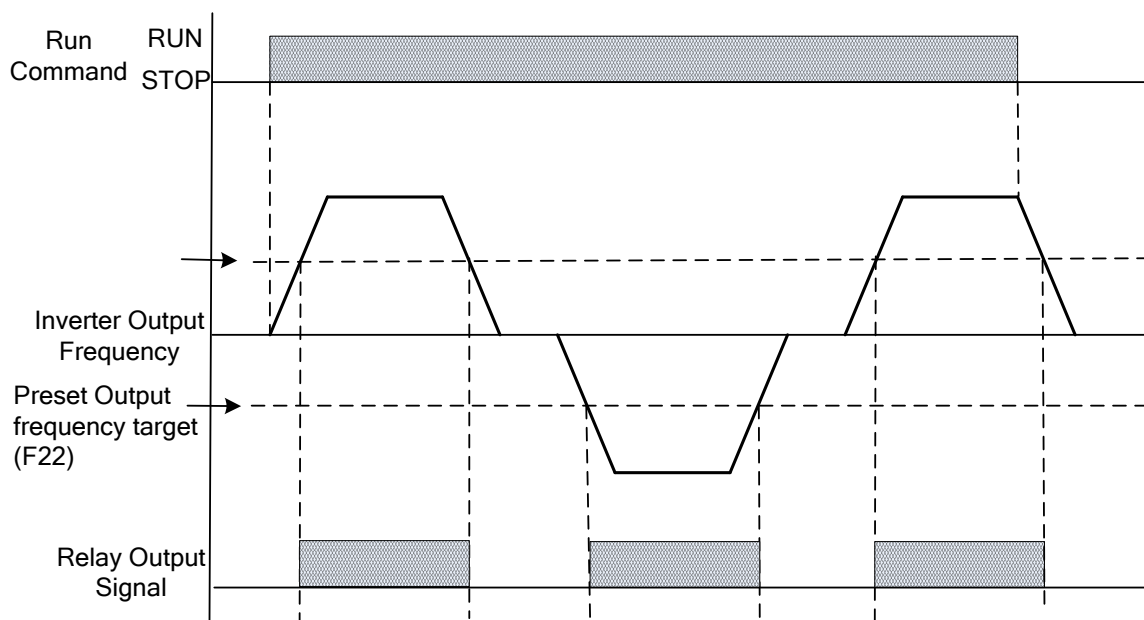 Run
Command
RUN
STOP
Inverter Output
Frequency
Preset Output
frequency target
(F22)
Relay Output
Signal